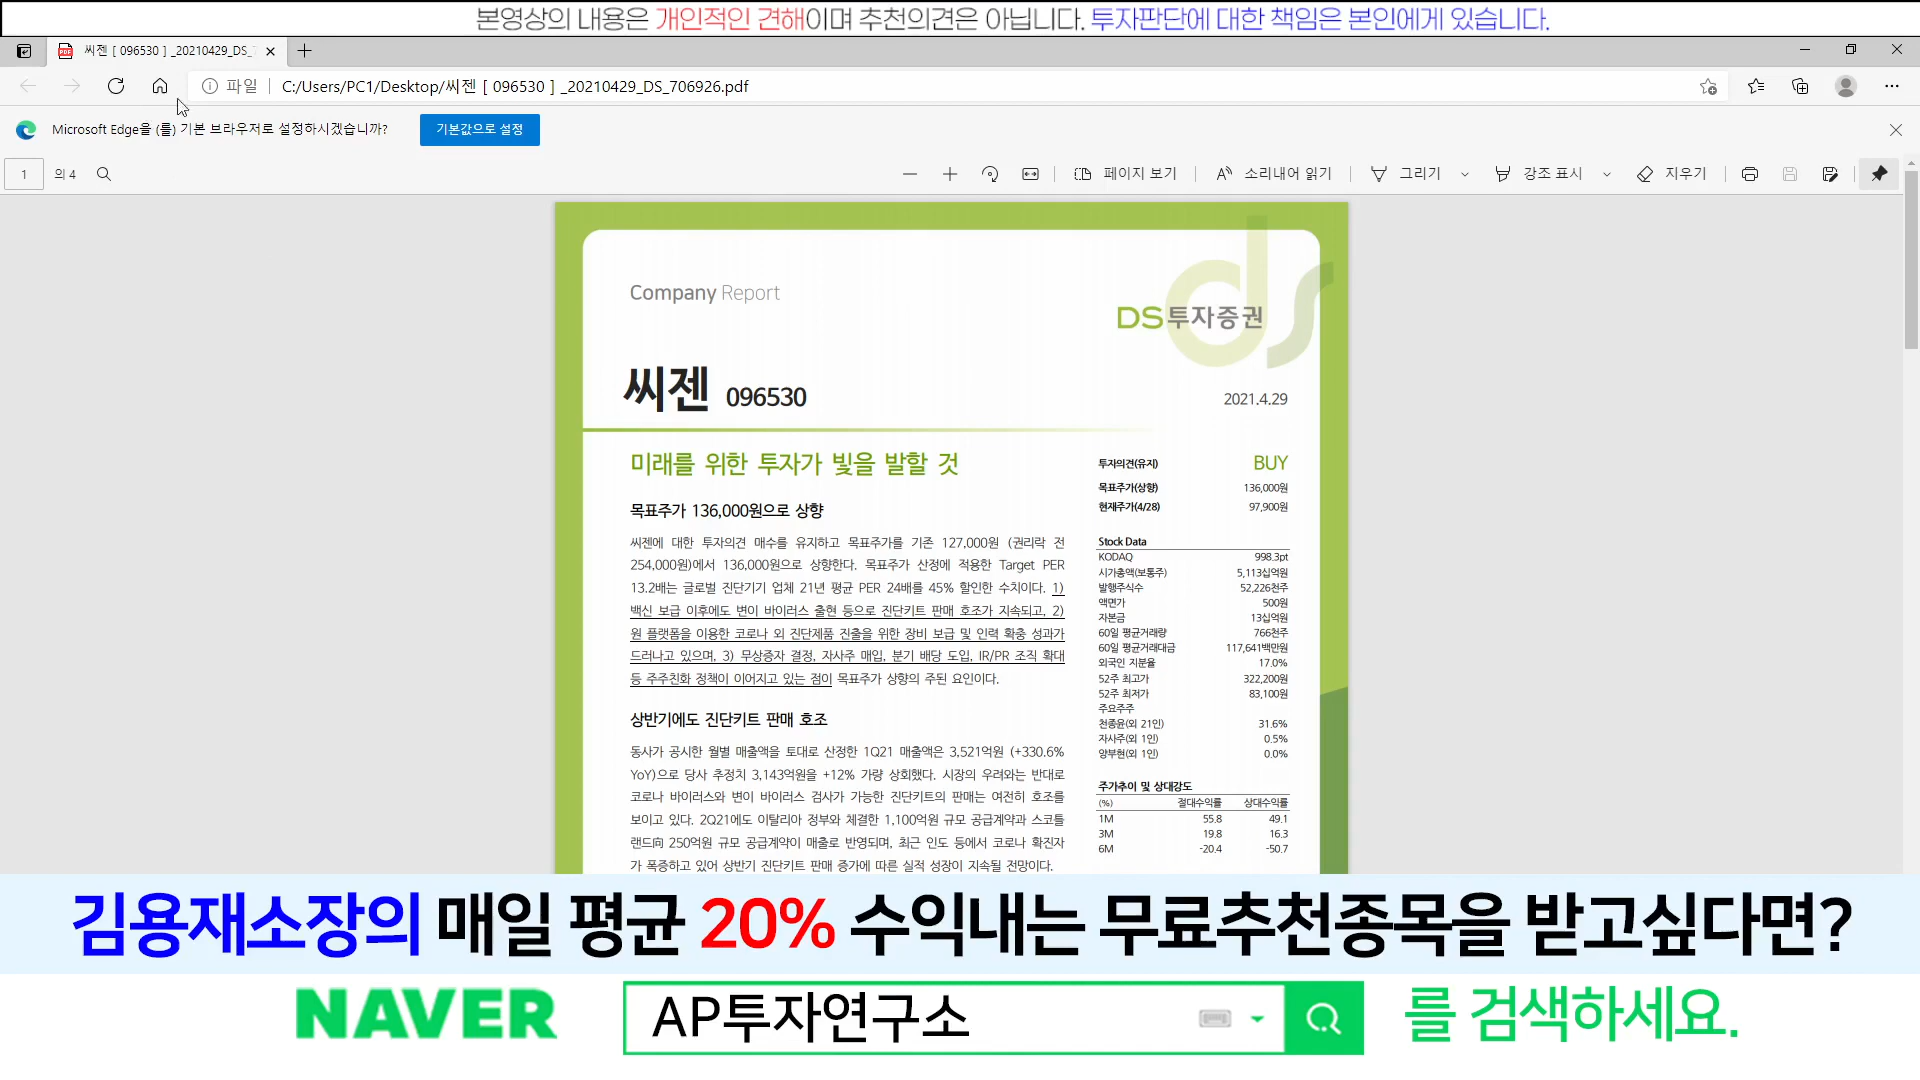 본영상의 내용은 개인적인 견해이며 추천의견은 아닙니다. 투자판단에 대한 책임은 본인에게 있습니다.
씨젠 [ 096530 ] _20210429_DS_
파일 C:/Users/PC1/Desktop/씨젠 [ 096530 ] _20210429_DS_706926.pdf
Microsoft Edge을 (를) 기본 브라우저로 설정하시겠습니까? 기본값으로 설정
1 의 4 페이지 보기 소리내어 읽기 그리기 강조 표시 지우기
ds
Company Report
DS투자증권
씨젠 096530
2021.4.29
미래를 위한 투자가 빛을 발할 것
목표주가 136,000원으로 상향
씨젠에 대한 투자의견 매수를 유지하고 목표주가를 기존 127,000원 (권리락 전
254,000원)에서 136,000원으로 상향한다. 목표주가 산정에 적용한 Target PER
13.2배는 글로벌 진단기기 업체 21년 평균 PER 24배를 45% 할인한 수치이다. 1)
백신 보급 이후에도 변이 바이러스 출현 등으로 진단키트 판매 호조가 지속되고, 2)
원 플랫폼을 이용한 코로나 외 진단제품 진출을 위한 장비 보급 및 인력 확충 성과가
드러나고 있으며, 3) 무상증자 결정, 자사주 매입, 분기 배당 도입, IR/PR 조직 확대
등 주주친화 정책이 이어지고 있는 점이 목표주가 상향의 주된 요인이다.
상반기에도 진단키트 판매 호조
동사가 공시한 월별 매출액을 토대로 산정한 1Q21 매출액은 3,521억원 (+330.6%
YoY)으로 당사 추정치 3,143억원을 +12% 가량 상회했다. 시장의 우려와는 반대로
코로나 바이러스와 변이 바이러스 검사가 가능한 진단키트의 판매는 여전히 호조를
보이고 있다. 2Q21에도 이탈리아 정부와 체결한 1,100억원 규모 공급계약과 스코틀
랜드向 250억원 규모 공급계약이 매출로 반영되며, 최근 인도 등에서 코로나 확진자
가 폭증하고 있어 상반기 진단키트 판매 증가에 따른 실적 성장이 지속될 전망이다.
투자의견(유지) BUY
목표주가(상향) 136,000원
현재주가(4/28) 97,900원
Stock Data
KODAQ 998.3pt
시가총액(보통주) 5,113십억원
발행주식수 52,226천주
액면가 500원
자본금 13십억원
60일 평균거래량 766천주
60일 평균거래대금 117,641백만원
외국인 지분율 17.0%
52주 최고가 322,200원
52주 최저가 83,100원
주요주주
천종윤(외 21인) 31.6%
자사주(외 1인) 0.5%
양부현(외 1인) 0.0%
주가추이 및 상대강도
(%) 절대수익률 상대수익률
1M 55.8 49.1
3M 19.8 16.3
6M -20.4 -50.7
김용재소장의 매일 평균 20% 수익내는 무료추천종목을 받고싶다면?
NAVER AP투자연구소 를 검색하세요.